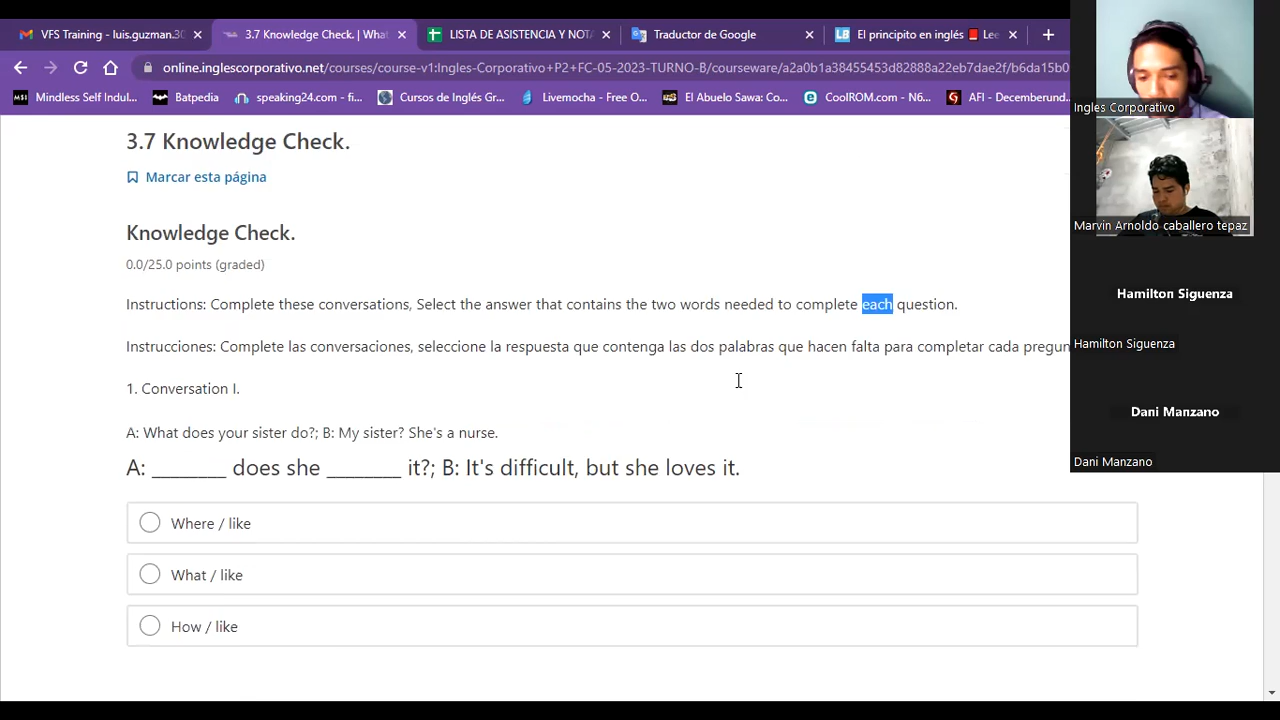 VFS Training - luis.guzman.30
3.7 Knowledge Check. | What
LISTA DE ASISTENCIA Y NOTA
Traductor de Google
El principito en inglés 📕 Lee
online.inglescorporativo.net/courses/course-v1:Ingles-Corporativo+P2+FC-05-2023-TURNO-B/courseware/a2a0b1a38455453d82888a22eb7dae2f/b6da15b0
Mindless Self Indul...
Batpedia
speaking24.com - fi...
Cursos de Inglés Gr...
Livemocha - Free O...
El Abuelo Sawa: Co...
CoolROM.com - N6...
AFI - Decemberund...
3.7 Knowledge Check.
Marcar esta página
Knowledge Check.
0.0/25.0 points (graded)
Instructions: Complete these conversations, Select the answer that contains the two words needed to complete each question.
Instrucciones: Complete las conversaciones, seleccione la respuesta que contenga las dos palabras que hacen falta para completar cada pregun
1. Conversation I.
A: What does your sister do?; B: My sister? She's a nurse.
A: ________ does she ________ it?; B: It's difficult, but she loves it.
Where / like
What / like
How / like
Ingles Corporativo
Marvin Arnoldo caballero tepaz
Hamilton Siguenza
Hamilton Siguenza
Dani Manzano
Dani Manzano